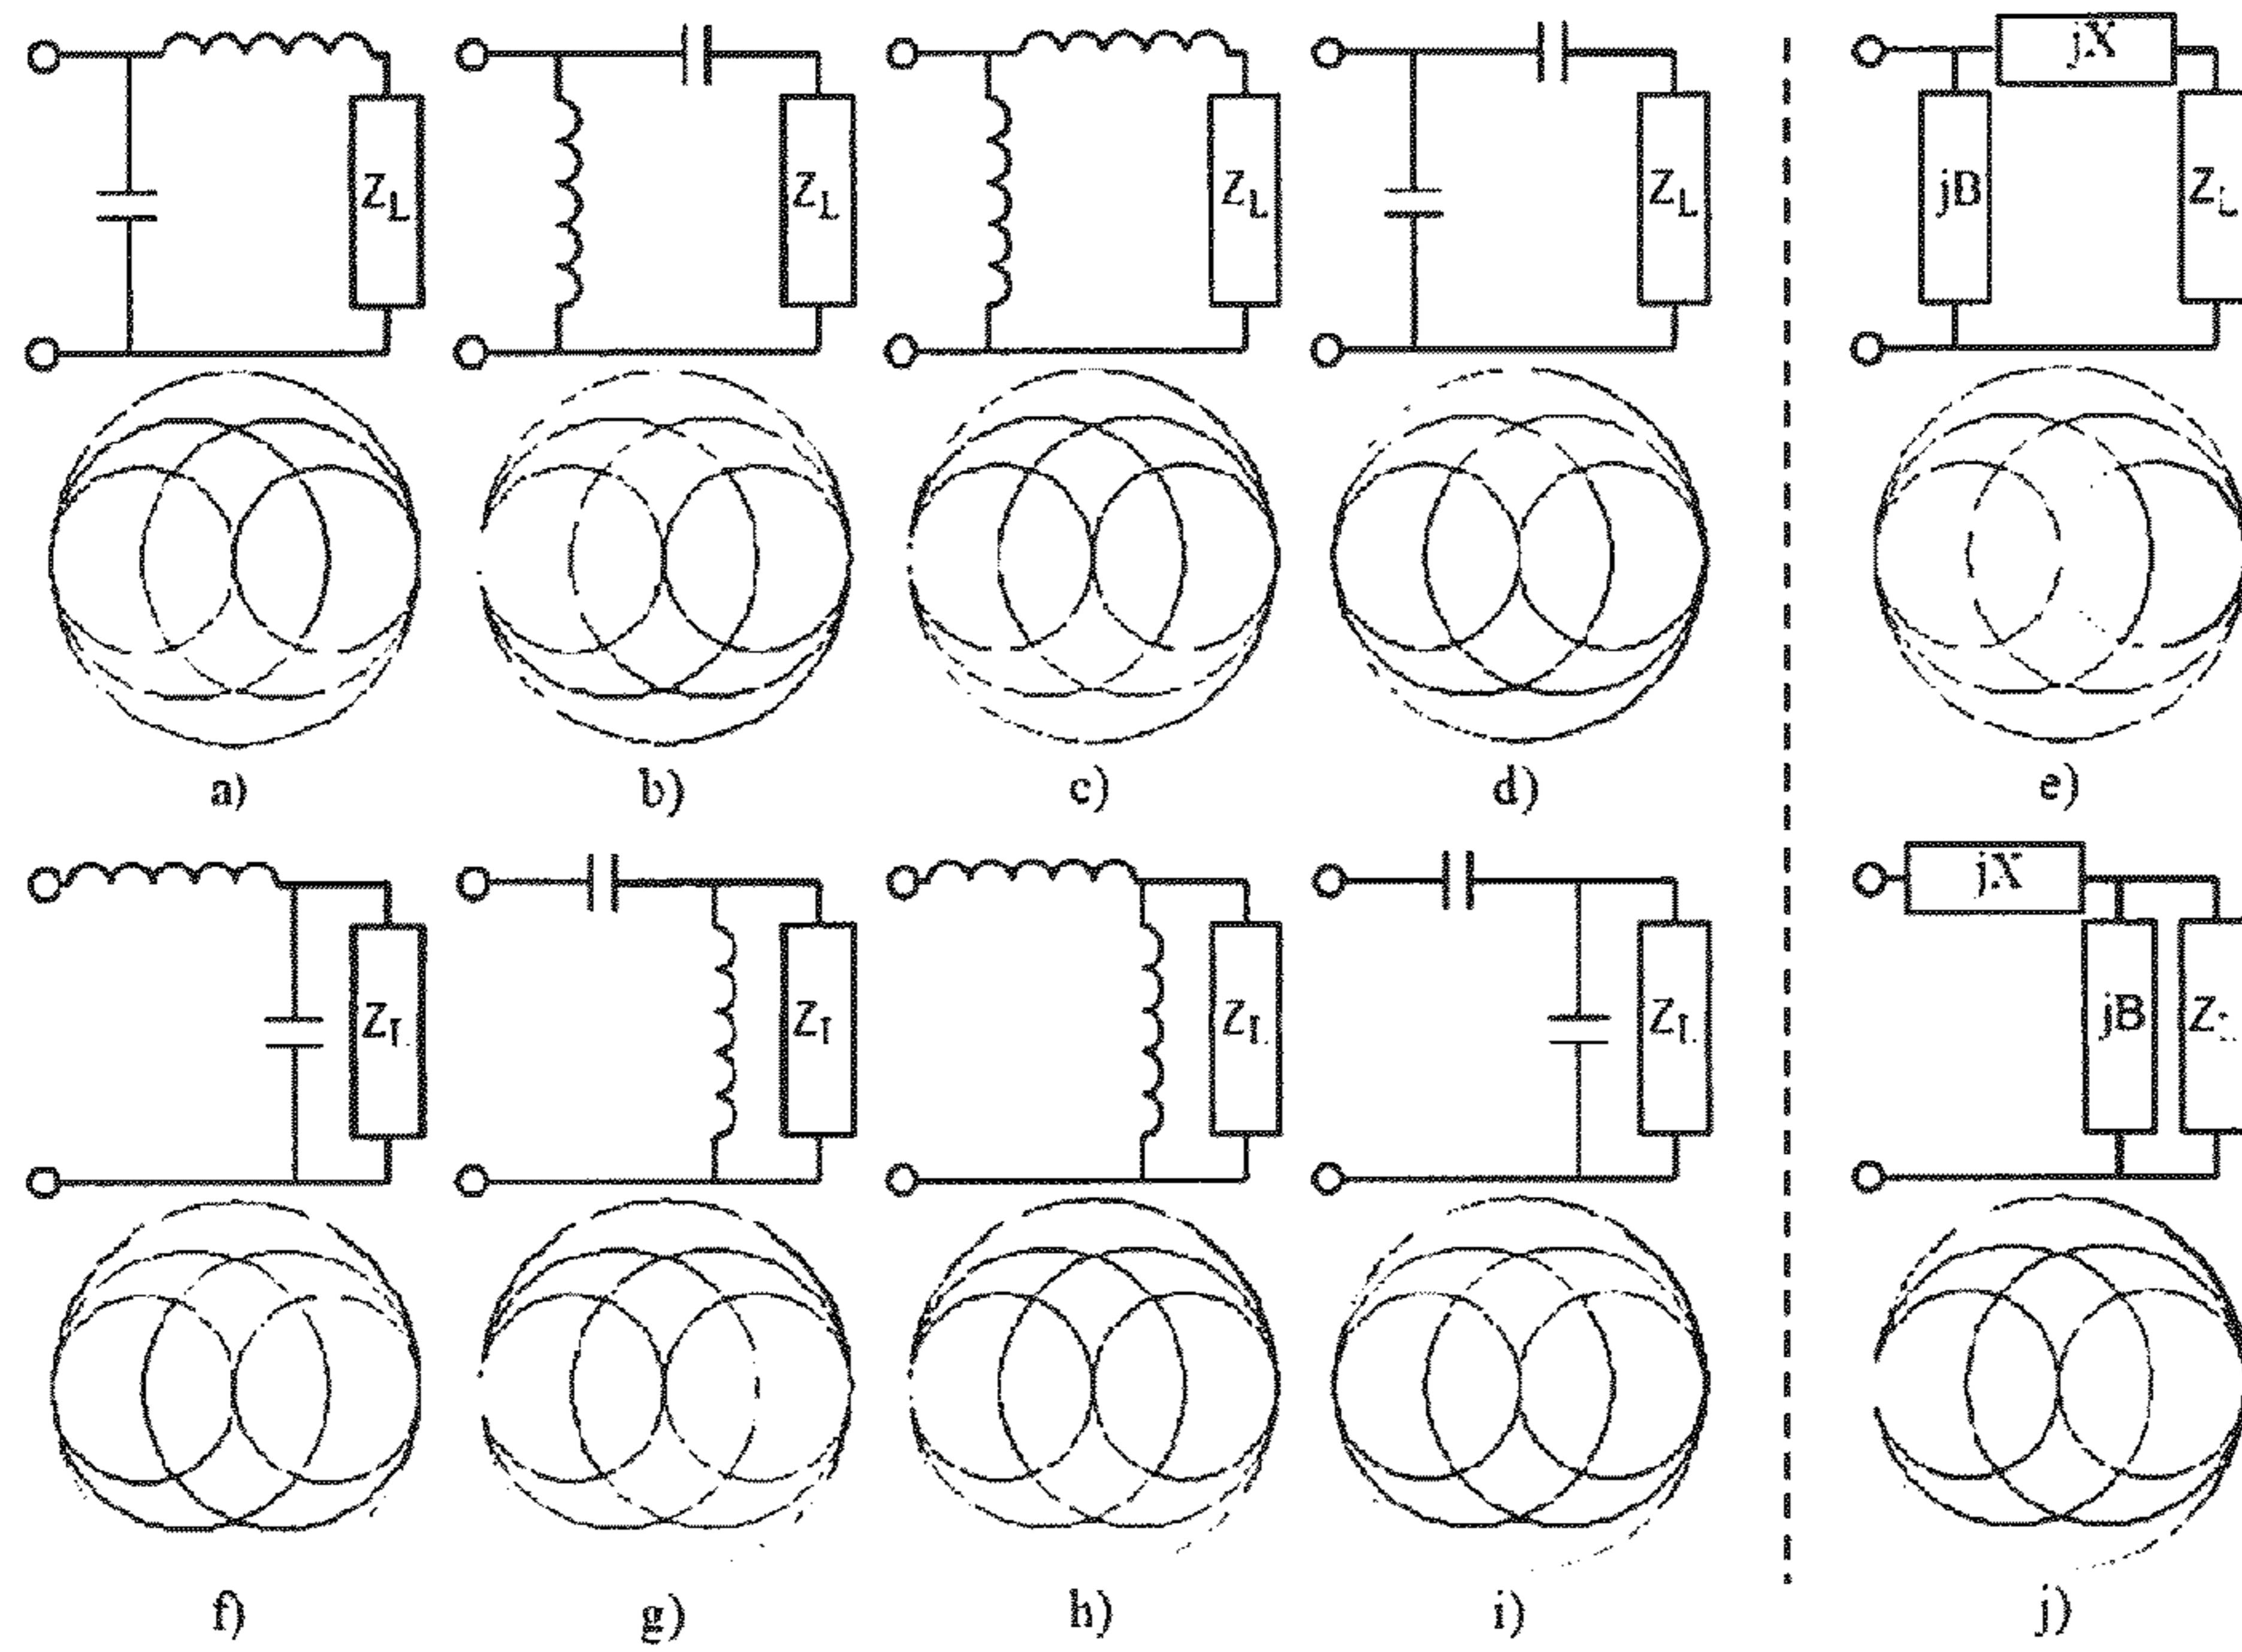 jX
Z_L Z_L Z_L Z_L jB Z_L
a) b) c) d) e)
jX
Z_L Z_L Z_L Z_L jB Z
f) g) h) i) j)